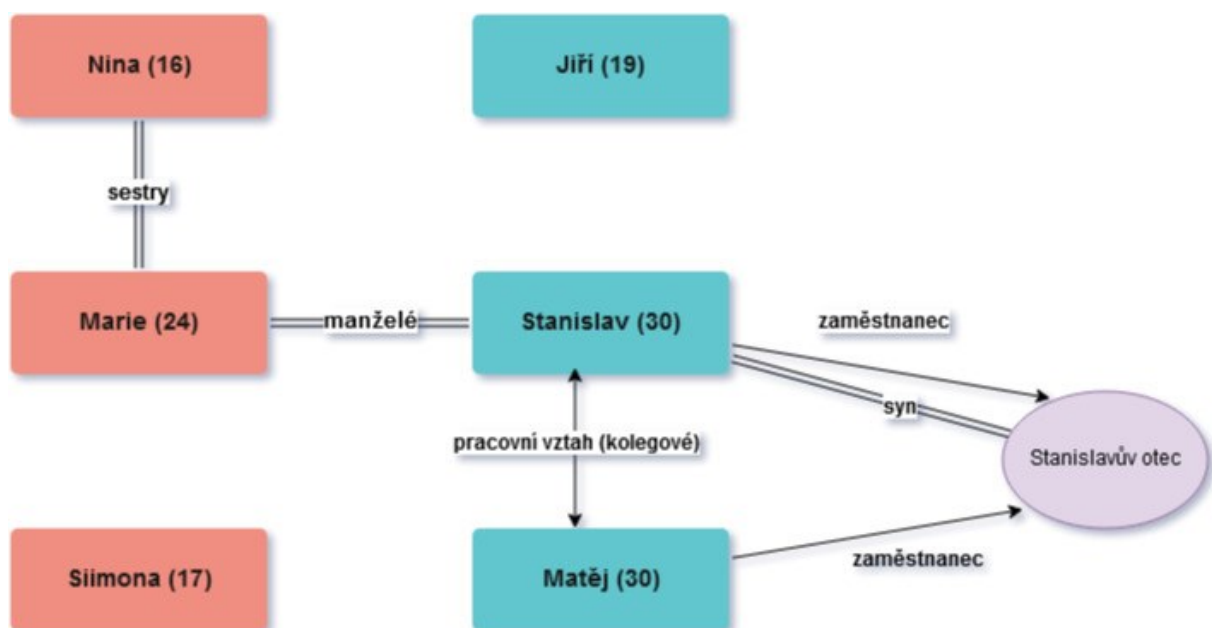 Nina (16)
Jiří (19)
sestry
Marie (24)
manželé
Stanislav (30)
zaměstnanec
syn
pracovní vztah (kolegové)
Stanislavův otec
Siimona (17)
Matěj (30)
zaměstnanec